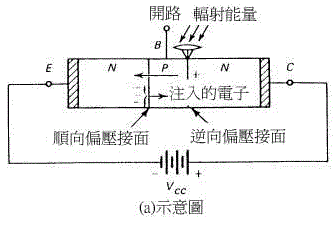 開路 輻射能量
B
E N P N C
+
注入的電子
順向偏壓接面 逆向偏壓接面
- +
Vcc
(a)示意圖